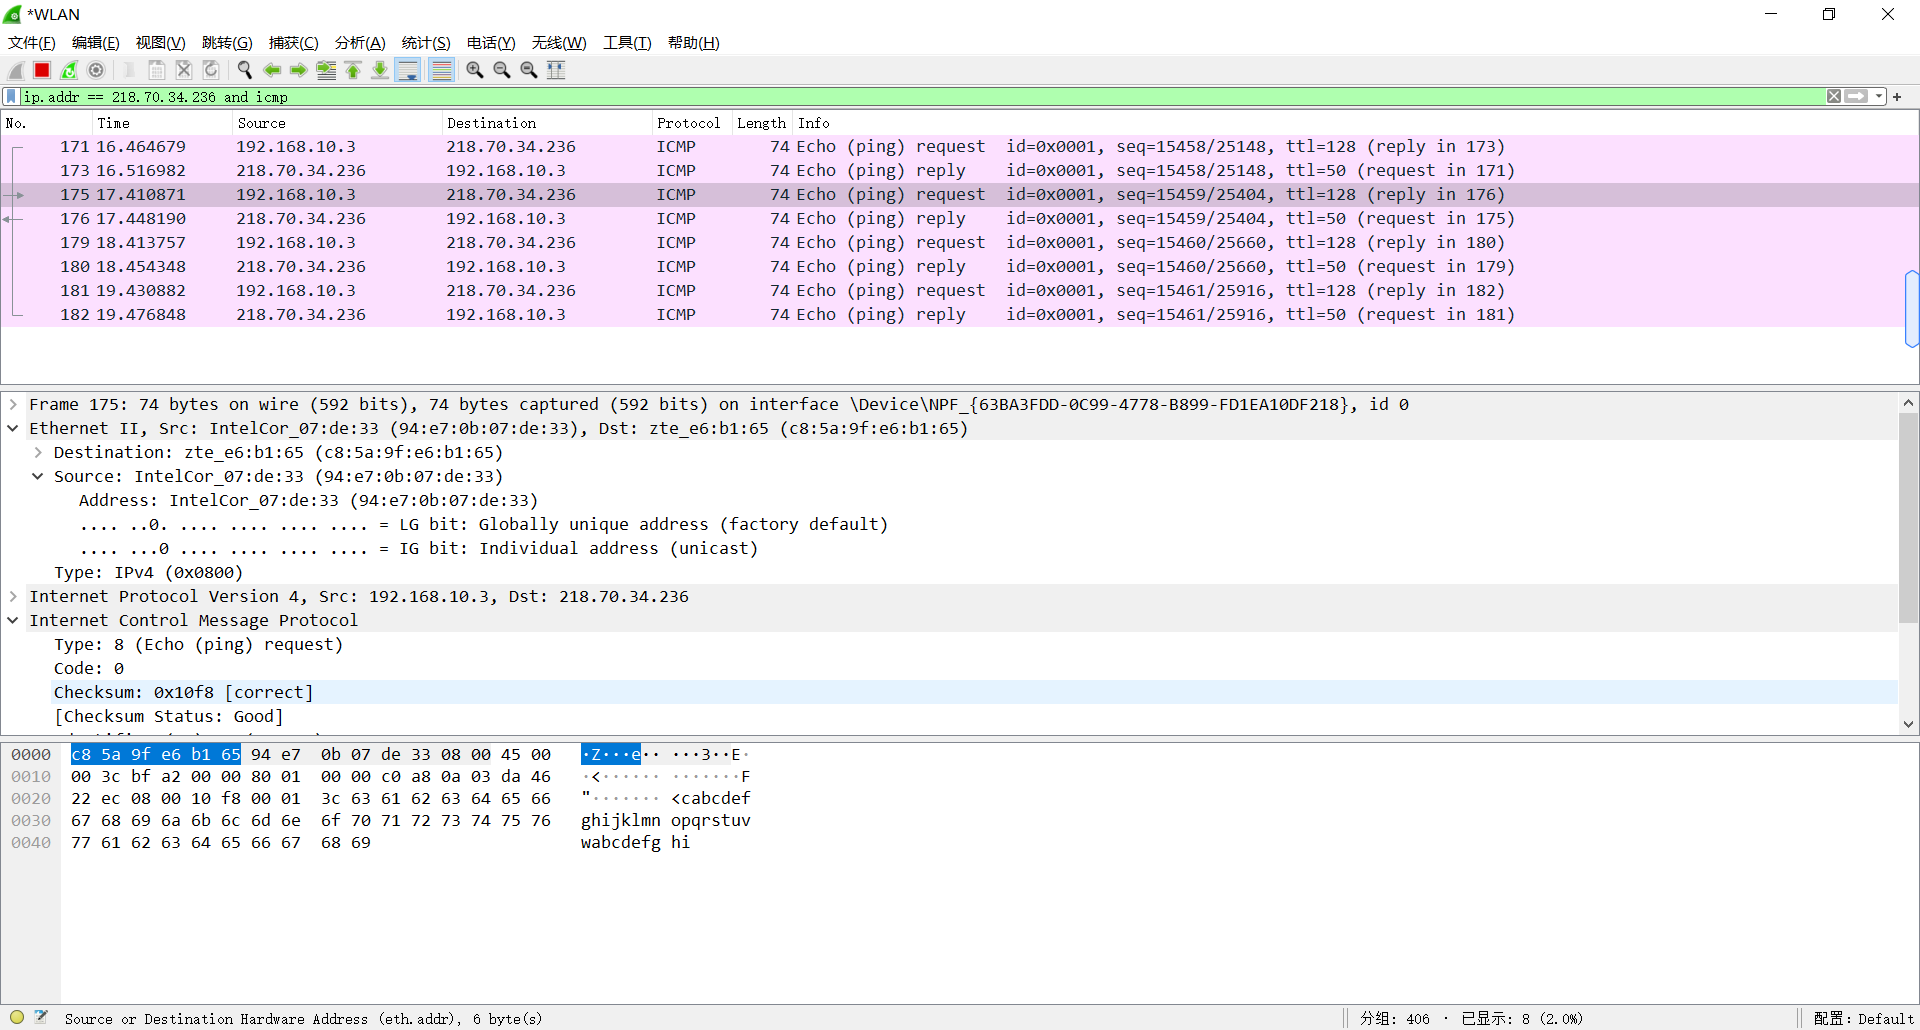 *WLAN
文件(F) 编辑(E) 视图(V) 跳转(G) 捕获(C) 分析(A) 统计(S) 电话(Y) 无线(W) 工具(T) 帮助(H)
ip.addr == 218.70.34.236 and icmp
No. Time Source Destination Protocol Length Info
171 16.464679 192.168.10.3 218.70.34.236 ICMP 74 Echo (ping) request id=0x0001, seq=15458/25148, ttl=128 (reply in 173)
173 16.516982 218.70.34.236 192.168.10.3 ICMP 74 Echo (ping) reply id=0x0001, seq=15458/25148, ttl=50 (request in 171)
175 17.410871 192.168.10.3 218.70.34.236 ICMP 74 Echo (ping) request id=0x0001, seq=15459/25404, ttl=128 (reply in 176)
176 17.448190 218.70.34.236 192.168.10.3 ICMP 74 Echo (ping) reply id=0x0001, seq=15459/25404, ttl=50 (request in 175)
179 18.413757 192.168.10.3 218.70.34.236 ICMP 74 Echo (ping) request id=0x0001, seq=15460/25660, ttl=128 (reply in 180)
180 18.454348 218.70.34.236 192.168.10.3 ICMP 74 Echo (ping) reply id=0x0001, seq=15460/25660, ttl=50 (request in 179)
181 19.430882 192.168.10.3 218.70.34.236 ICMP 74 Echo (ping) request id=0x0001, seq=15461/25916, ttl=128 (reply in 182)
182 19.476848 218.70.34.236 192.168.10.3 ICMP 74 Echo (ping) reply id=0x0001, seq=15461/25916, ttl=50 (request in 181)
Frame 175: 74 bytes on wire (592 bits), 74 bytes captured (592 bits) on interface \Device\NPF_{63BA3FDD-0C99-4778-B899-FD1EA10DF218}, id 0
Ethernet II, Src: IntelCor_07:de:33 (94:e7:0b:07:de:33), Dst: zte_e6:b1:65 (c8:5a:9f:e6:b1:65)
Destination: zte_e6:b1:65 (c8:5a:9f:e6:b1:65)
Source: IntelCor_07:de:33 (94:e7:0b:07:de:33)
Address: IntelCor_07:de:33 (94:e7:0b:07:de:33)
.... ..0. .... .... .... .... = LG bit: Globally unique address (factory default)
.... ...0 .... .... .... .... = IG bit: Individual address (unicast)
Type: IPv4 (0x0800)
Internet Protocol Version 4, Src: 192.168.10.3, Dst: 218.70.34.236
Internet Control Message Protocol
Type: 8 (Echo (ping) request)
Code: 0
Checksum: 0x10f8 [correct]
[Checksum Status: Good]
0000 c8 5a 9f e6 b1 65 94 e7 0b 07 de 33 08 00 45 00 ·Z···e·· ···3··E·
0010 00 3c bf a2 00 00 80 01 00 00 c0 a8 0a 03 da 46 ·<······ ·······F
0020 22 ec 08 00 10 f8 00 01 3c 63 61 62 63 64 65 66 "······· <cabcdef
0030 67 68 69 6a 6b 6c 6d 6e 6f 70 71 72 73 74 75 76 ghijklmn opqrstuv
0040 77 61 62 63 64 65 66 67 68 69 wabcdefg hi
Source or Destination Hardware Address (eth.addr), 6 byte(s) 分组: 406 · 已显示: 8 (2.0%) 配置: Default